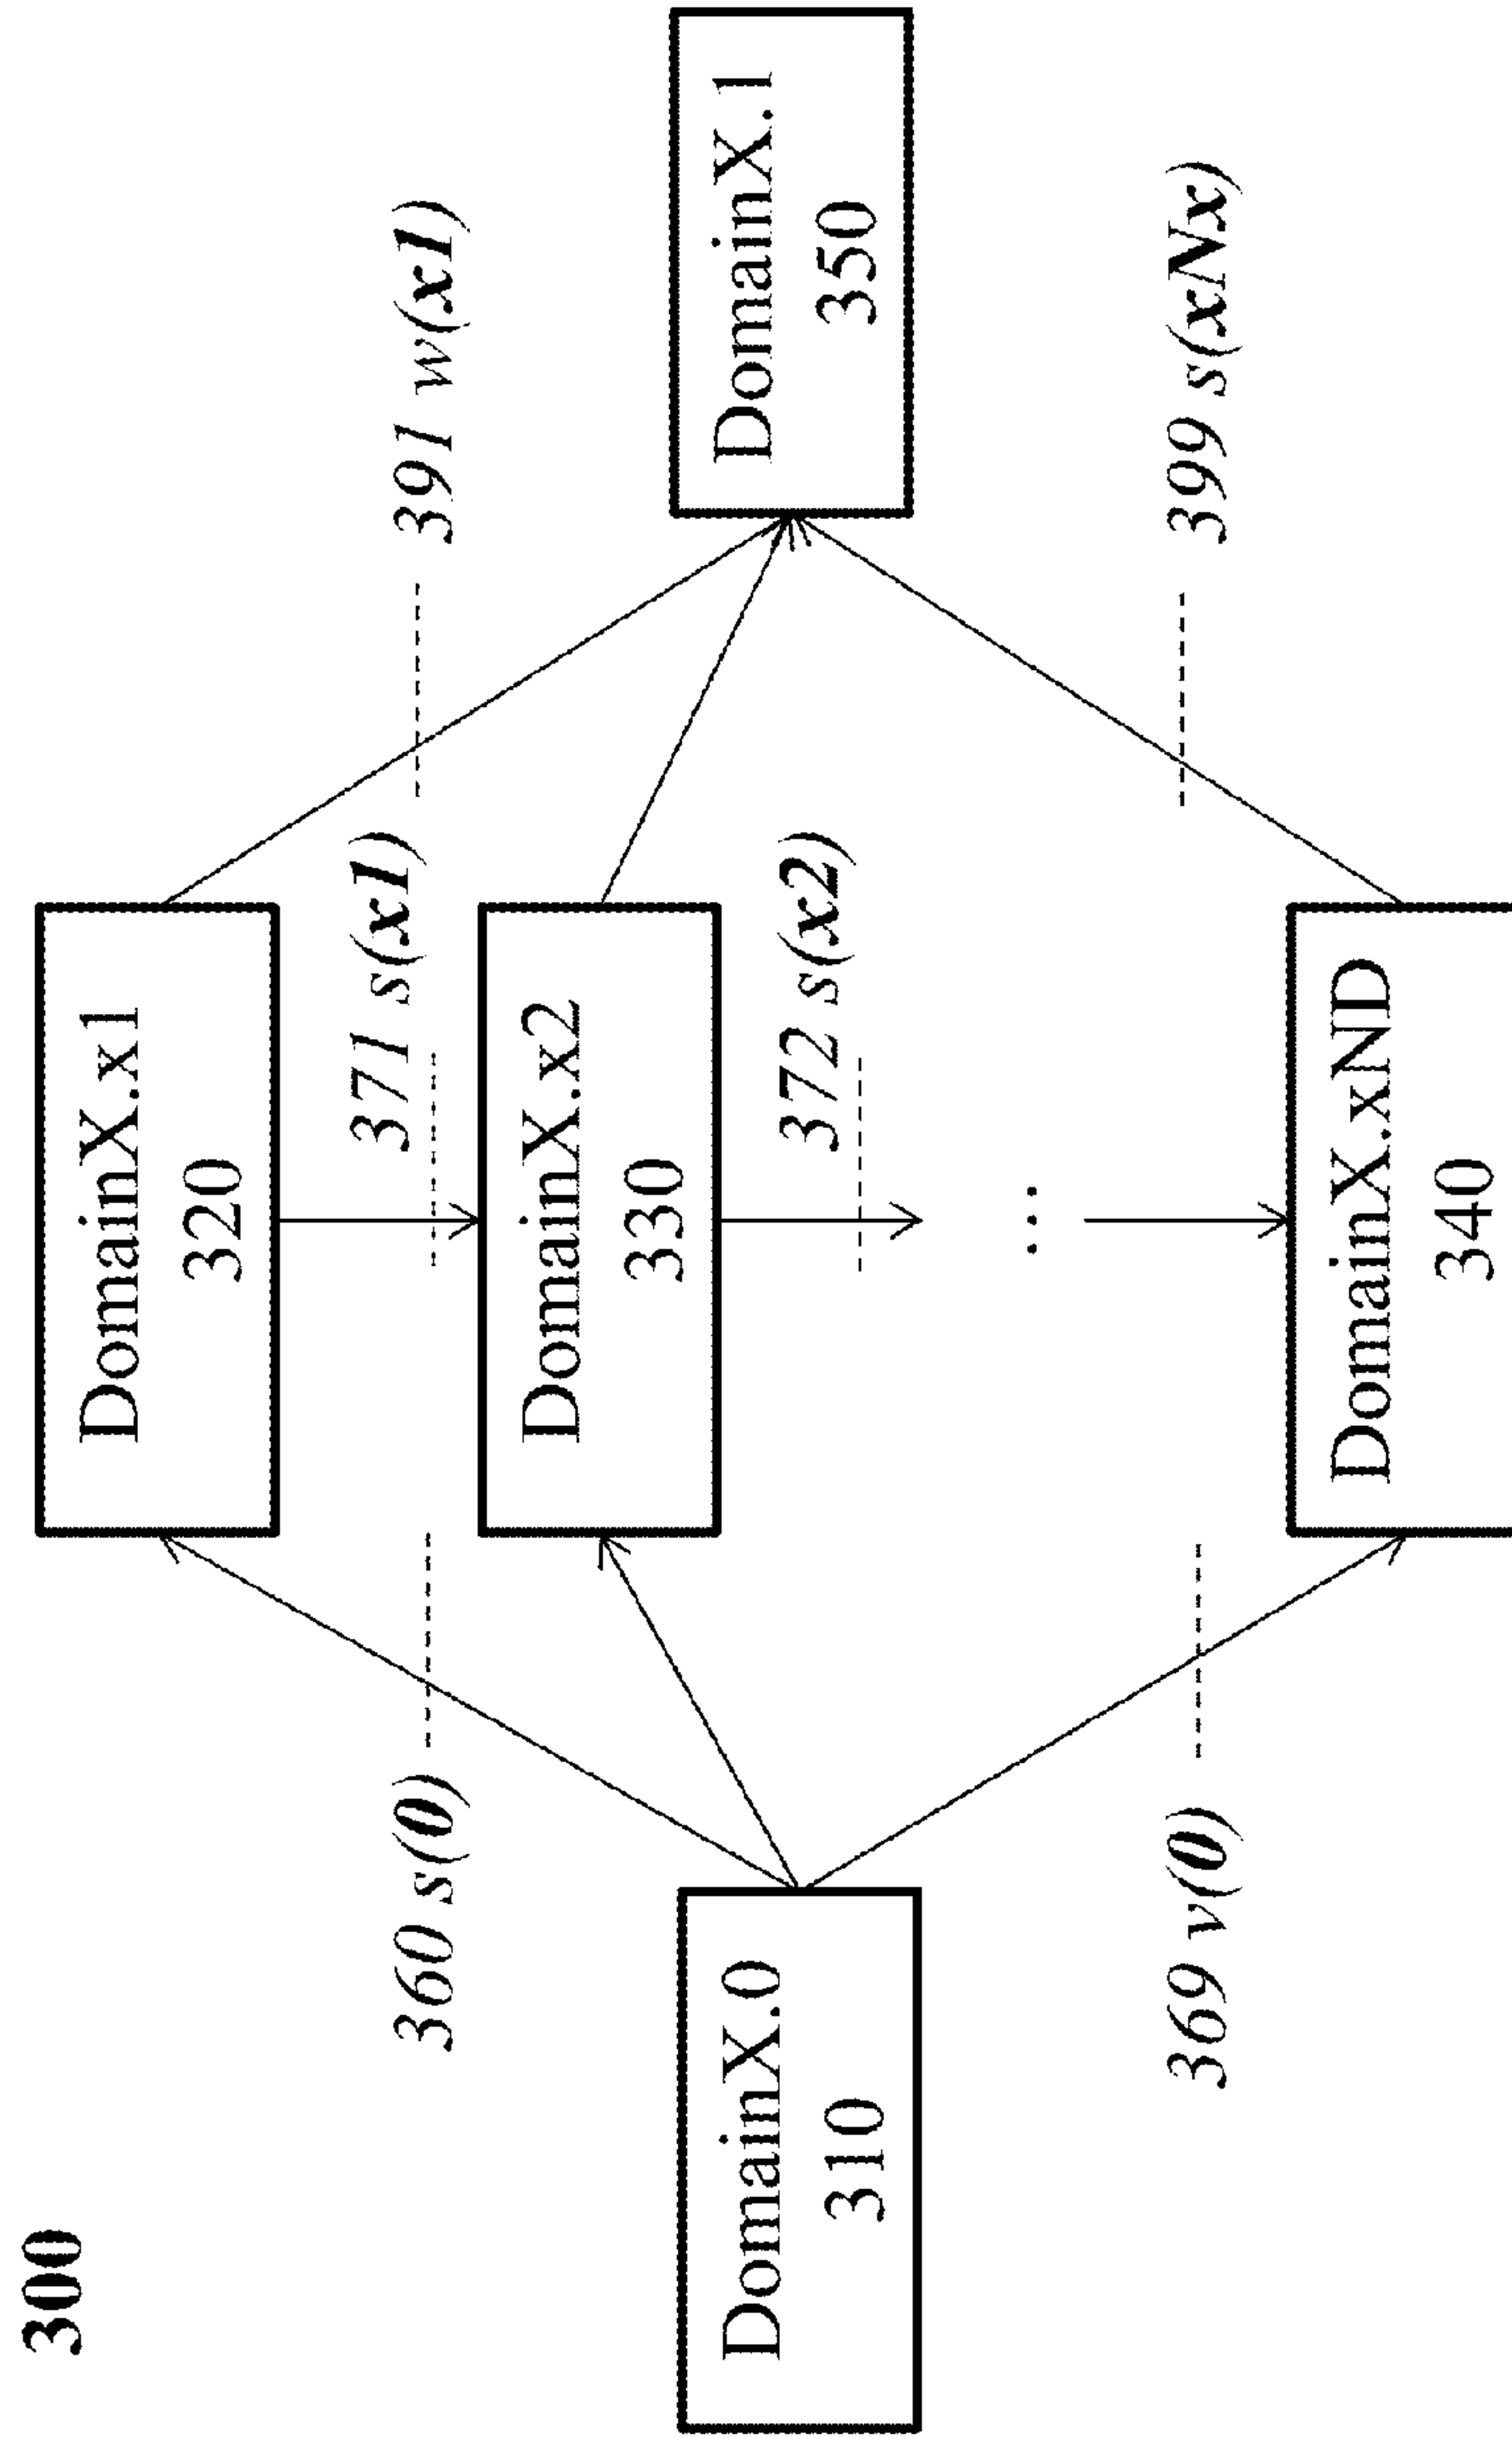 300
DomainX.x1
320
371 s(x1)
360 s(0)
391 w(x1)
DomainX.x2
330
372 s(x2)
DomainX.0
310
DomainX.1
350
...
369 v(0)
399 s(xNx)
DomainX.xND
340